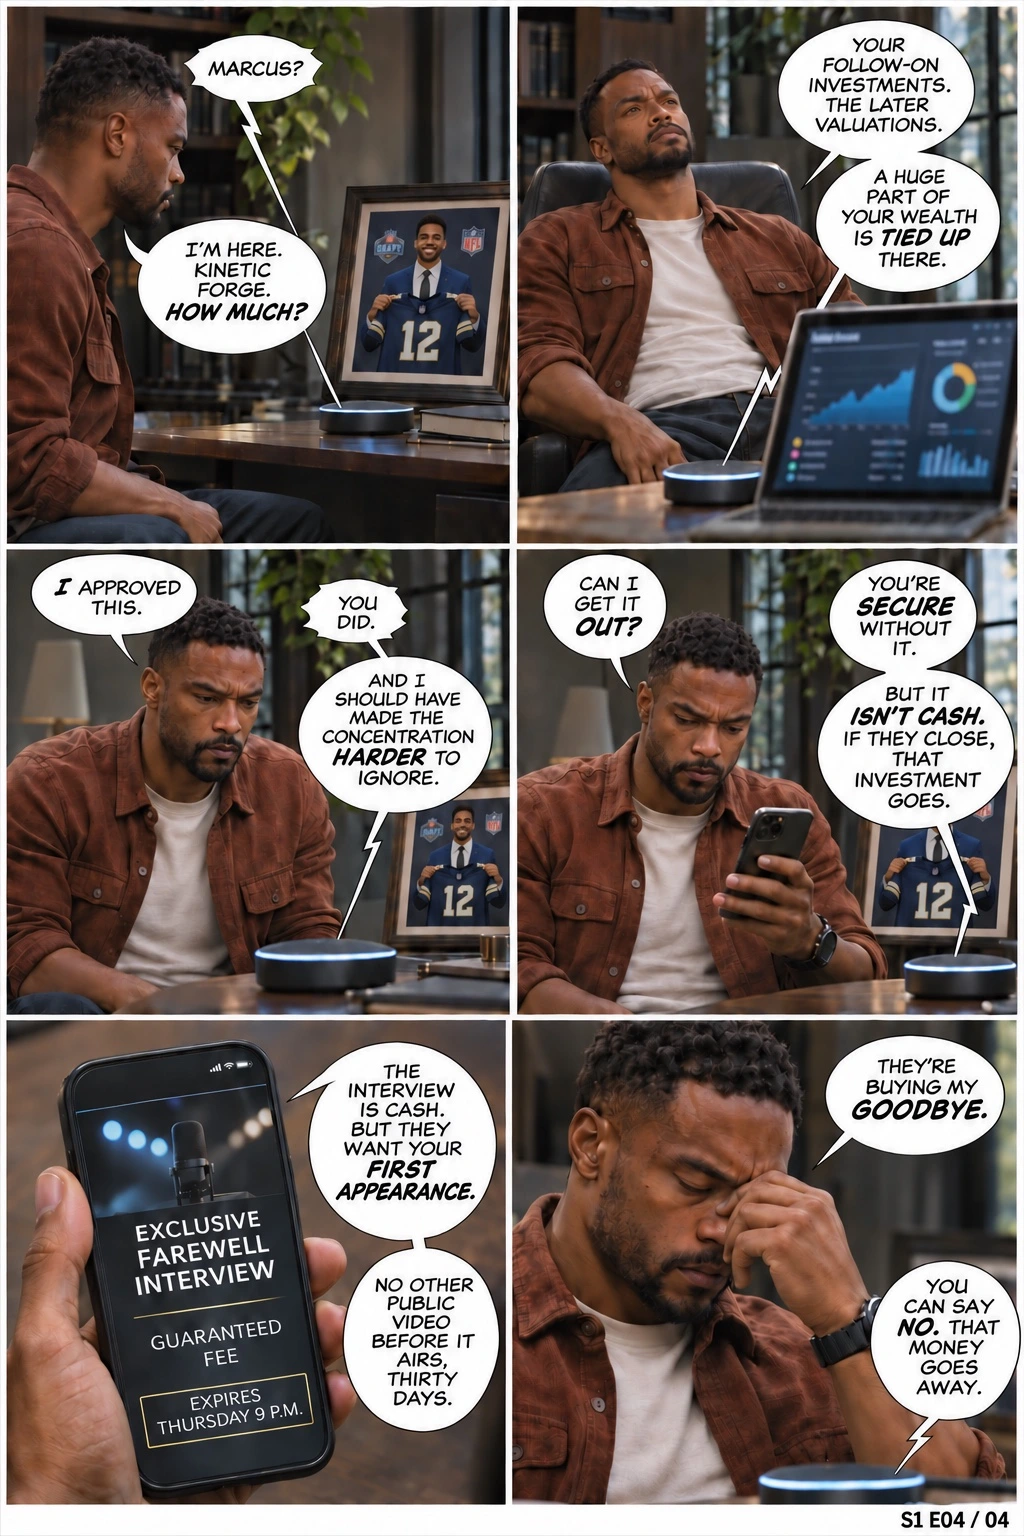 MARCUS?
I'M HERE.
KINETIC
FORGE.
HOW MUCH?
DRAFT
NFL
12
YOUR
FOLLOW-ON
INVESTMENTS.
THE LATER
VALUATIONS.
A HUGE
PART OF
YOUR WEALTH
IS TIED UP
THERE.
I APPROVED
THIS.
YOU
DID.
AND I
SHOULD HAVE
MADE THE
CONCENTRATION
HARDER TO
IGNORE.
DRAFT
NFL
12
CAN I
GET IT
OUT?
YOU'RE
SECURE
WITHOUT
IT.
BUT IT
ISN'T CASH.
IF THEY CLOSE,
THAT
INVESTMENT
GOES.
12
EXCLUSIVE
FAREWELL
INTERVIEW
GUARANTEED
FEE
EXPIRES
THURSDAY 9 P.M.
THE
INTERVIEW
IS CASH.
BUT THEY
WANT YOUR
FIRST
APPEARANCE.
NO OTHER
PUBLIC
VIDEO
BEFORE IT
AIRS,
THIRTY
DAYS.
THEY'RE
BUYING MY
GOODBYE.
YOU
CAN SAY
NO. THAT
MONEY
GOES
AWAY.
S1 E04 / 04